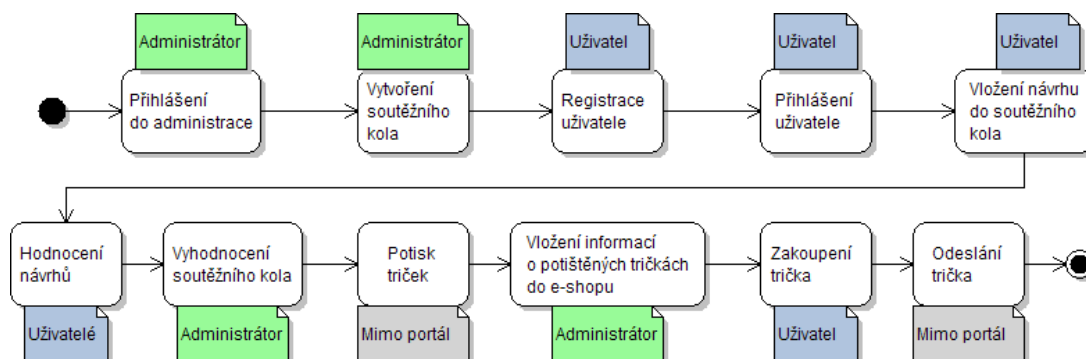 Administrátor
Administrátor
Uživatel
Uživatel
Uživatel
Přihlášení
do administrace
Vytvoření
soutěžního
kola
Registrace
uživatele
Přihlášení
uživatele
Vložení návrhu
do soutěžního
kola
Hodnocení
návrhů
Vyhodnocení
soutěžního kola
Potisk
triček
Vložení informací
o potištěných tričkách
do e-shopu
Zakoupení
trička
Odeslání
trička
Uživatelé
Administrátor
Mimo portál
Administrátor
Uživatel
Mimo portál